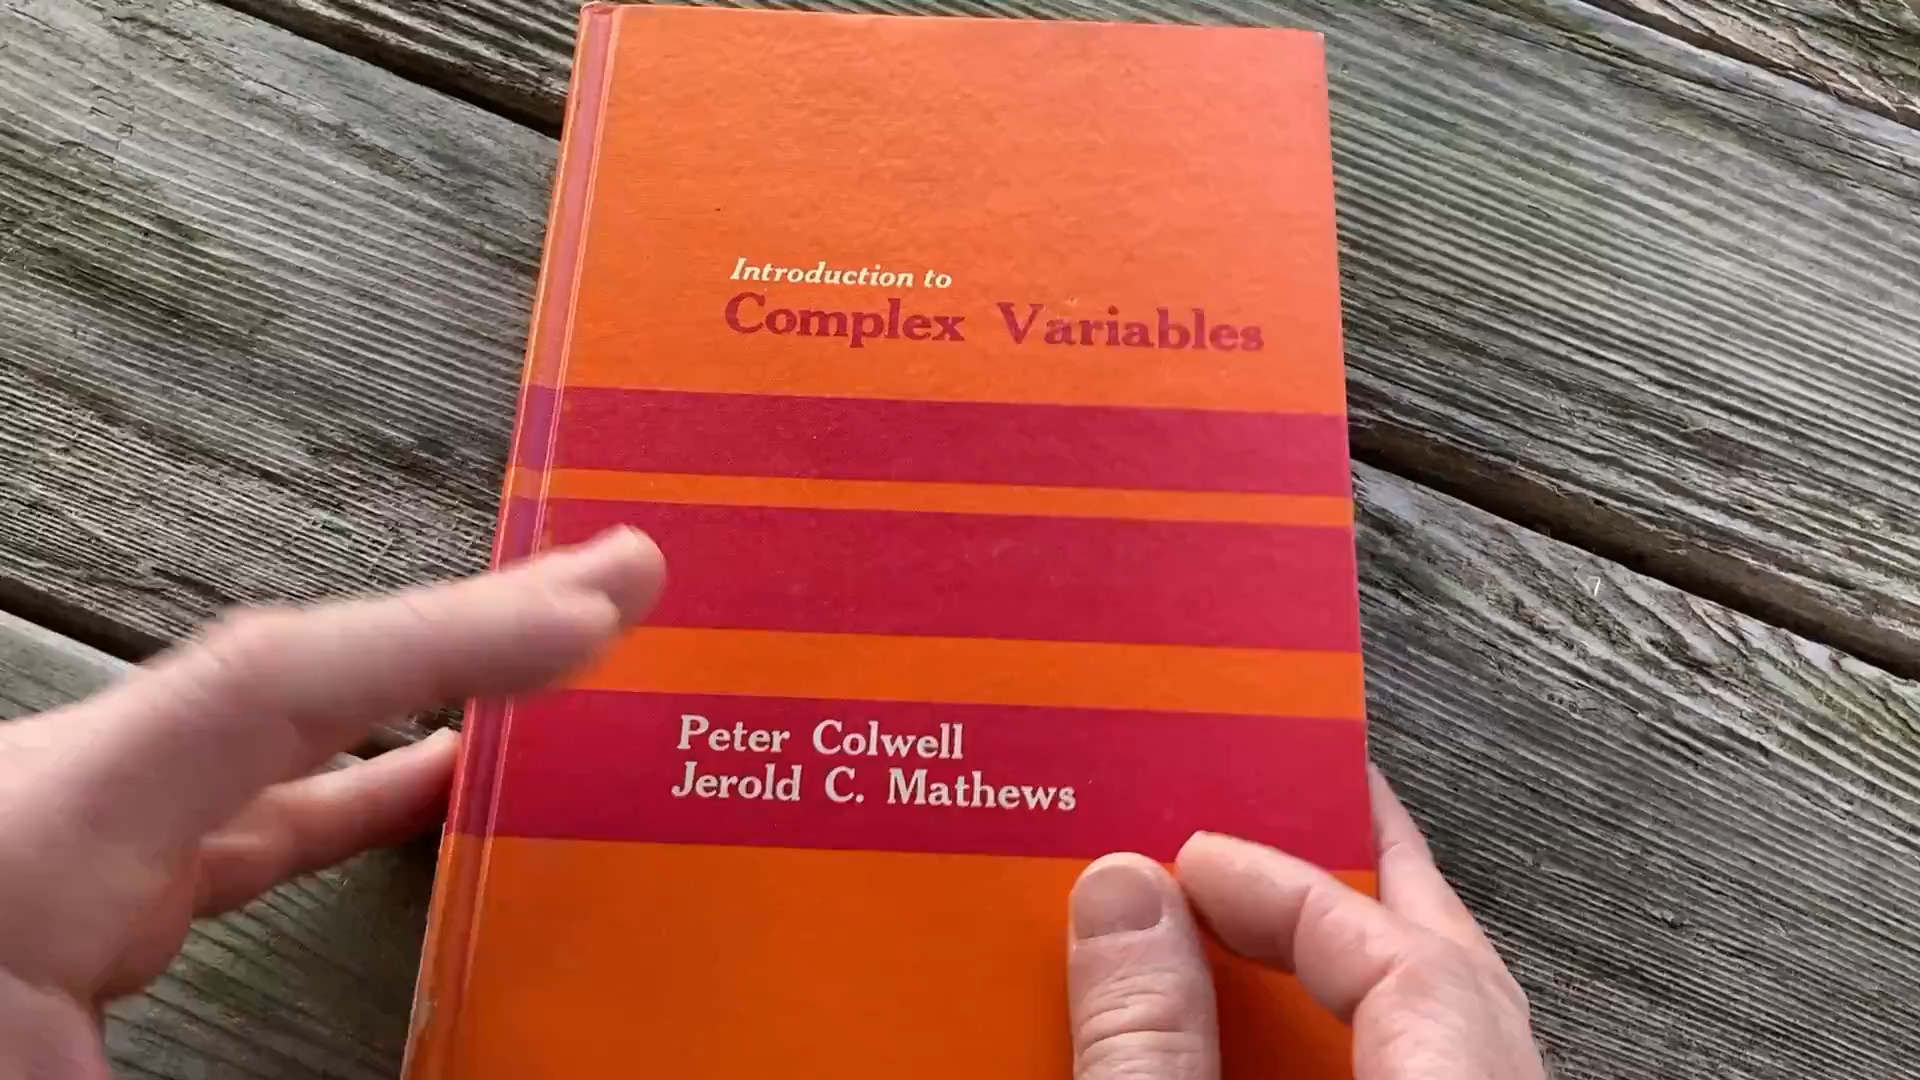 Introduction to
Complex Variables
Peter Colwell
Jerold C. Mathews